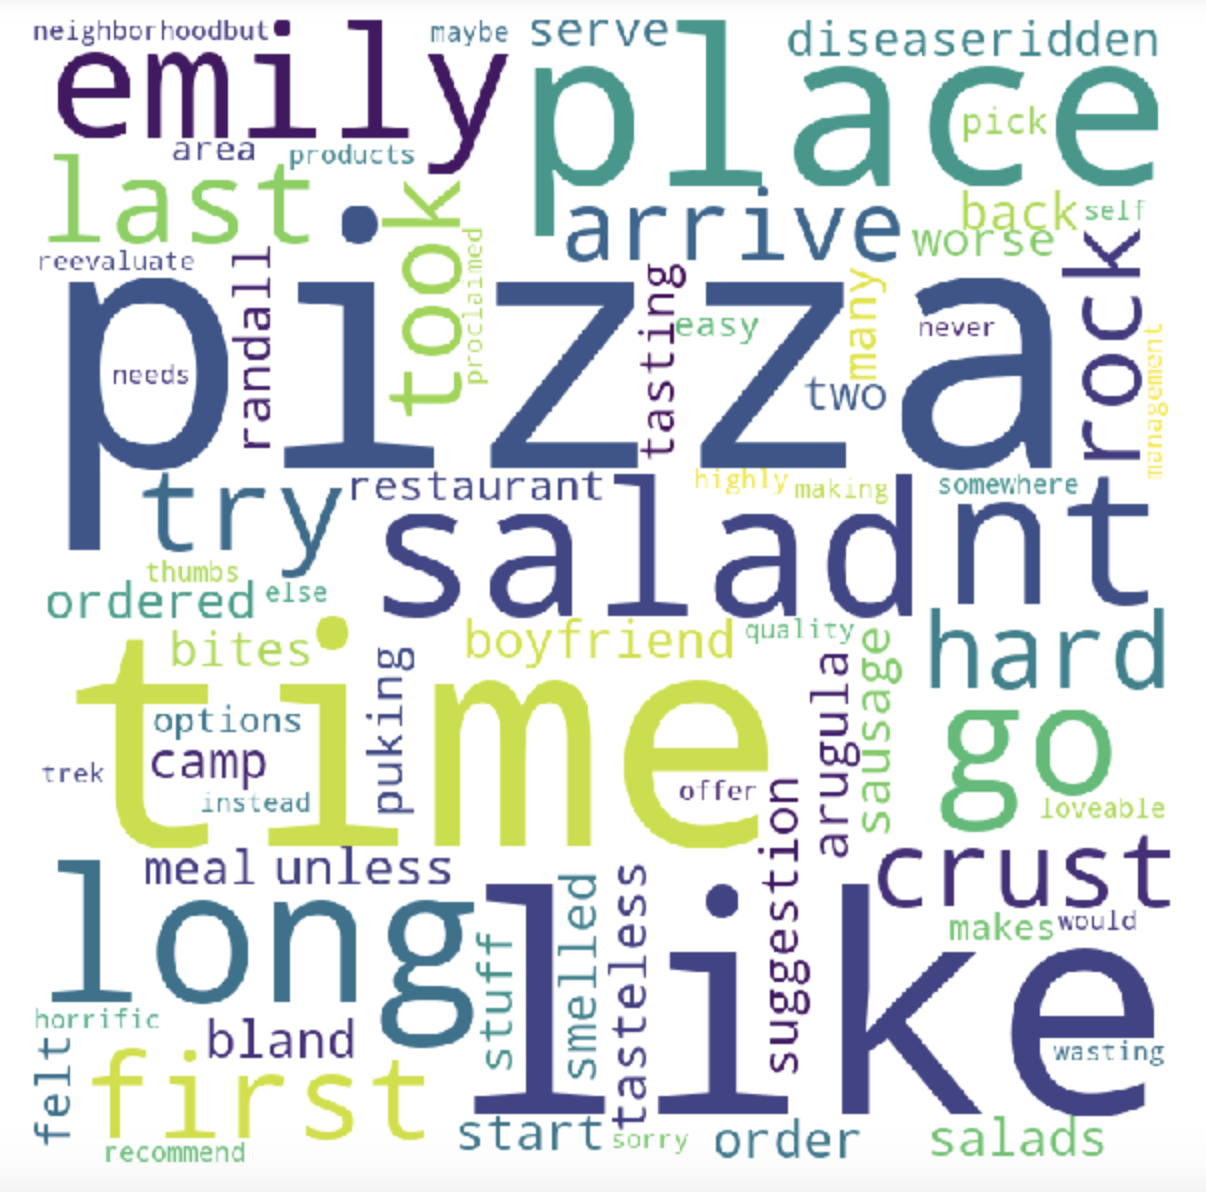 neighborhoodbut
maybe
serve
diseaseridden
emily
place
pick
area
products
last
took
arrive
back
self
worse
reevaluate
randall
proclaimed
pizza
tasting
easy
many
never
rock
needs
two
management
try
restaurant
highly
making
somewhere
saladnt
thumbs
ordered
else
bites
boyfriend
quality
hard
time
puking
arugula
sausage
options
camp
go
trek
instead
offer
loveable
suggestion
meal
unless
crust
long
like
stuff
smelled
tasteless
makes
would
horrific
bland
wasting
felt
first
start
sorry
order
salads
recommend